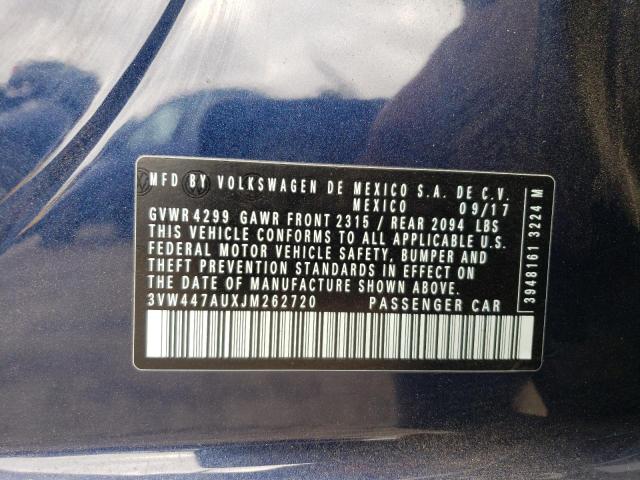 MFD BY VOLKSWAGEN DE MEXICO S.A. DE C.V.
MEXICO 09/17
GVWR 4299 GAWR FRONT 2315 / REAR 2094 LBS
THIS VEHICLE CONFORMS TO ALL APPLICABLE U.S.
FEDERAL MOTOR VEHICLE SAFETY, BUMPER AND
THEFT PREVENTION STANDARDS IN EFFECT ON
THE DATE OF MANUFACTURE SHOWN ABOVE.
3VW447AUXJM262720 PASSENGER CAR
3948161 3224 M